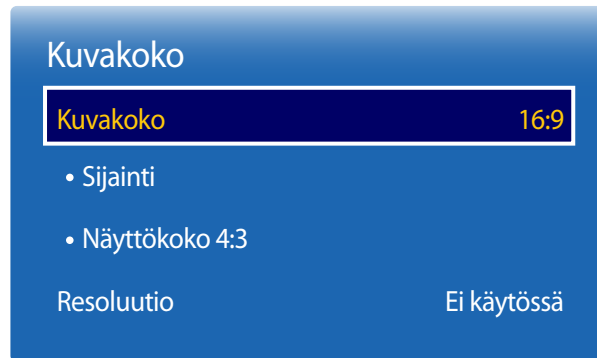 Kuvakoko
Kuvakoko 16:9
• Sijainti
• Näyttökoko 4:3
Resoluutio Ei käytössä